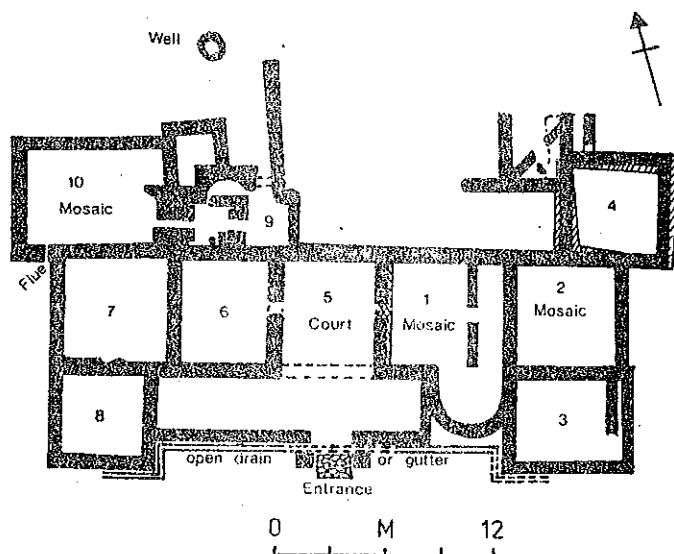 Well
10
Mosaic
9
4
Flue
7
6
5
Court
1
Mosaic
2
Mosaic
8
3
open drain or gutter
Entrance
0 M 12